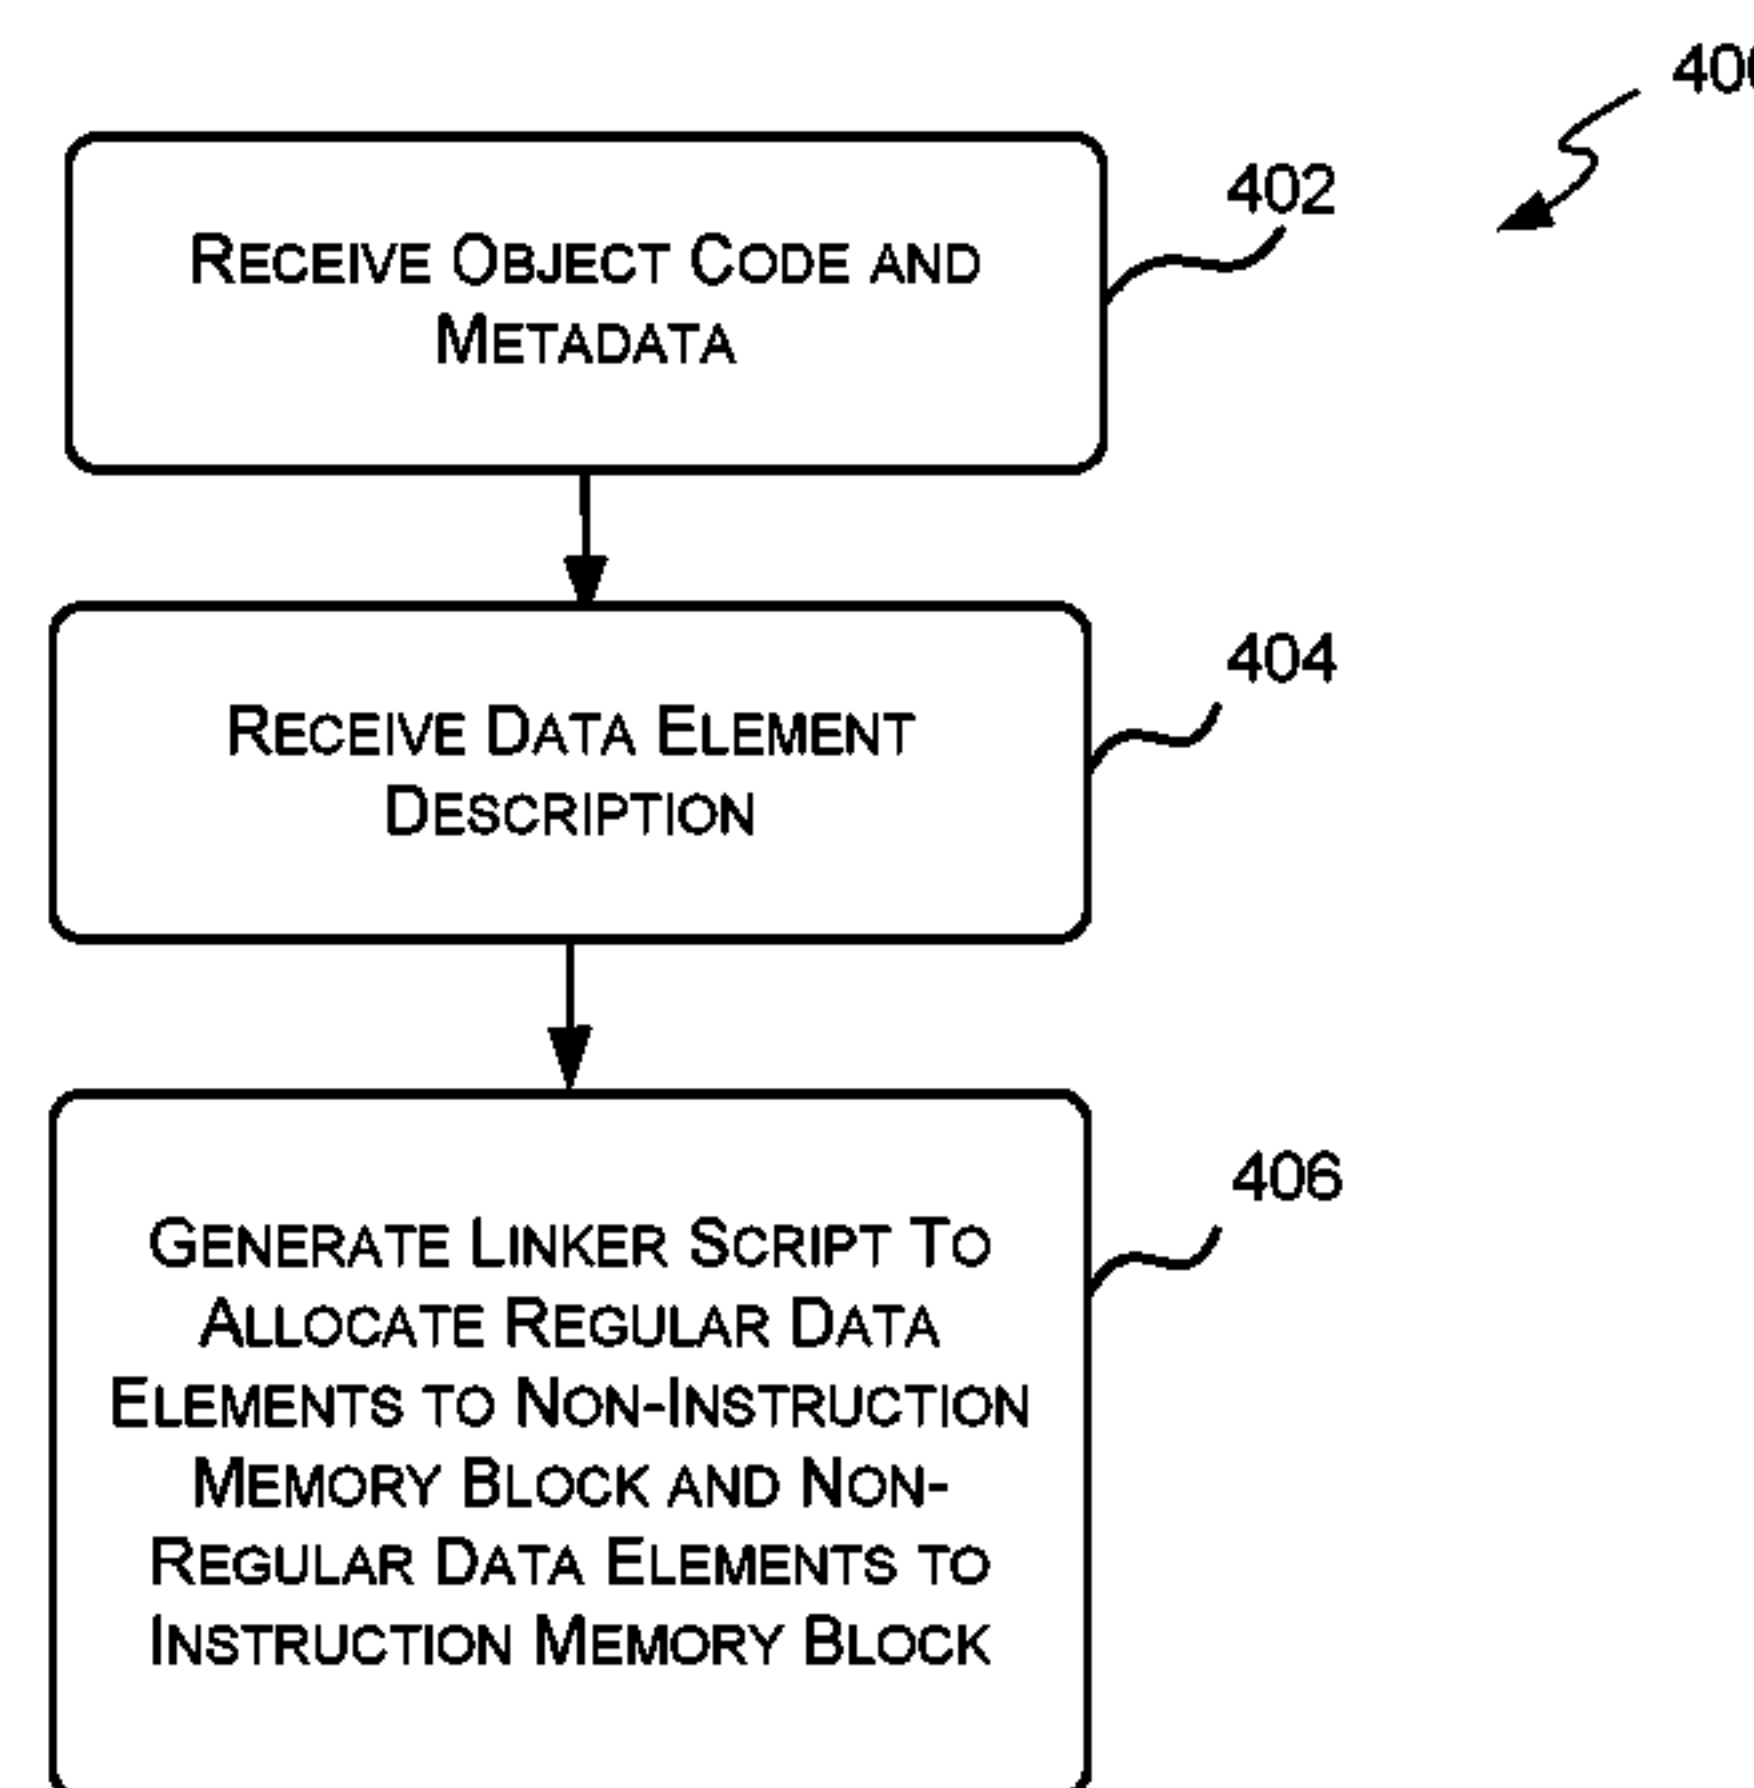 400
RECEIVE OBJECT CODE AND
METADATA
402
RECEIVE DATA ELEMENT
DESCRIPTION
404
GENERATE LINKER SCRIPT TO
ALLOCATE REGULAR DATA
ELEMENTS TO NON-INSTRUCTION
MEMORY BLOCK AND NON-
REGULAR DATA ELEMENTS TO
INSTRUCTION MEMORY BLOCK
406